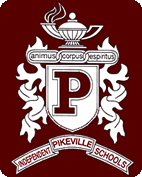 animus corpus espiritus
P
INDEPENDENT PIKEVILLE SCHOOLS